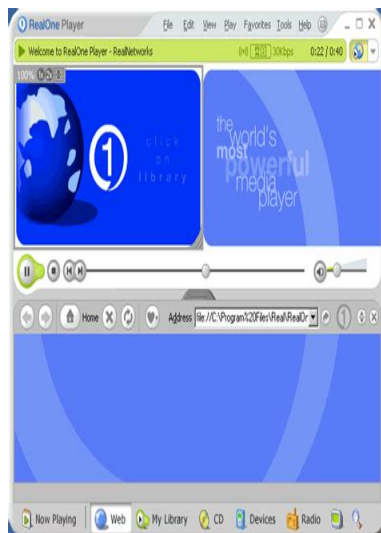 RealOne Player File Edit View Play Favorites Tools Help
Welcome to RealOne Player - RealNetworks 30Kbps 0:22 / 0:40
100%
1 click
on
library
the
world's
most
powerful
media
player
Home Address file://C:\Program%20Files\Real\RealOr
Now Playing Web My Library CD Devices Radio